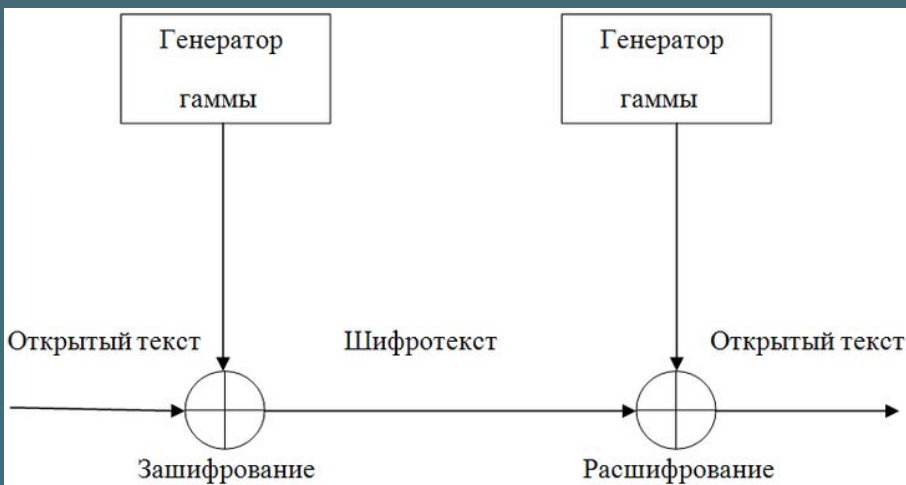 Генератор
гаммы
Генератор
гаммы
Открытый текст
Шифротекст
Открытый текст
Зашифрование
Расшифрование